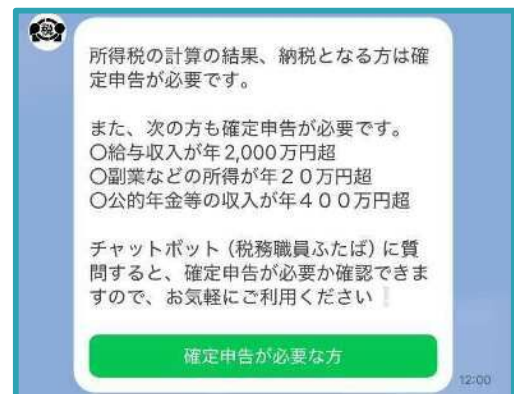 税
所得税の計算の結果、納税となる方は確
定申告が必要です。
また、次の方も確定申告が必要です。
〇給与収入が年2,000万円超
〇副業などの所得が年２０万円超
〇公的年金等の収入が年４００万円超
チャットボット（税務職員ふたば）に質
問すると、確定申告が必要か確認できま
すので、お気軽にご利用ください❕
確定申告が必要な方
12:00